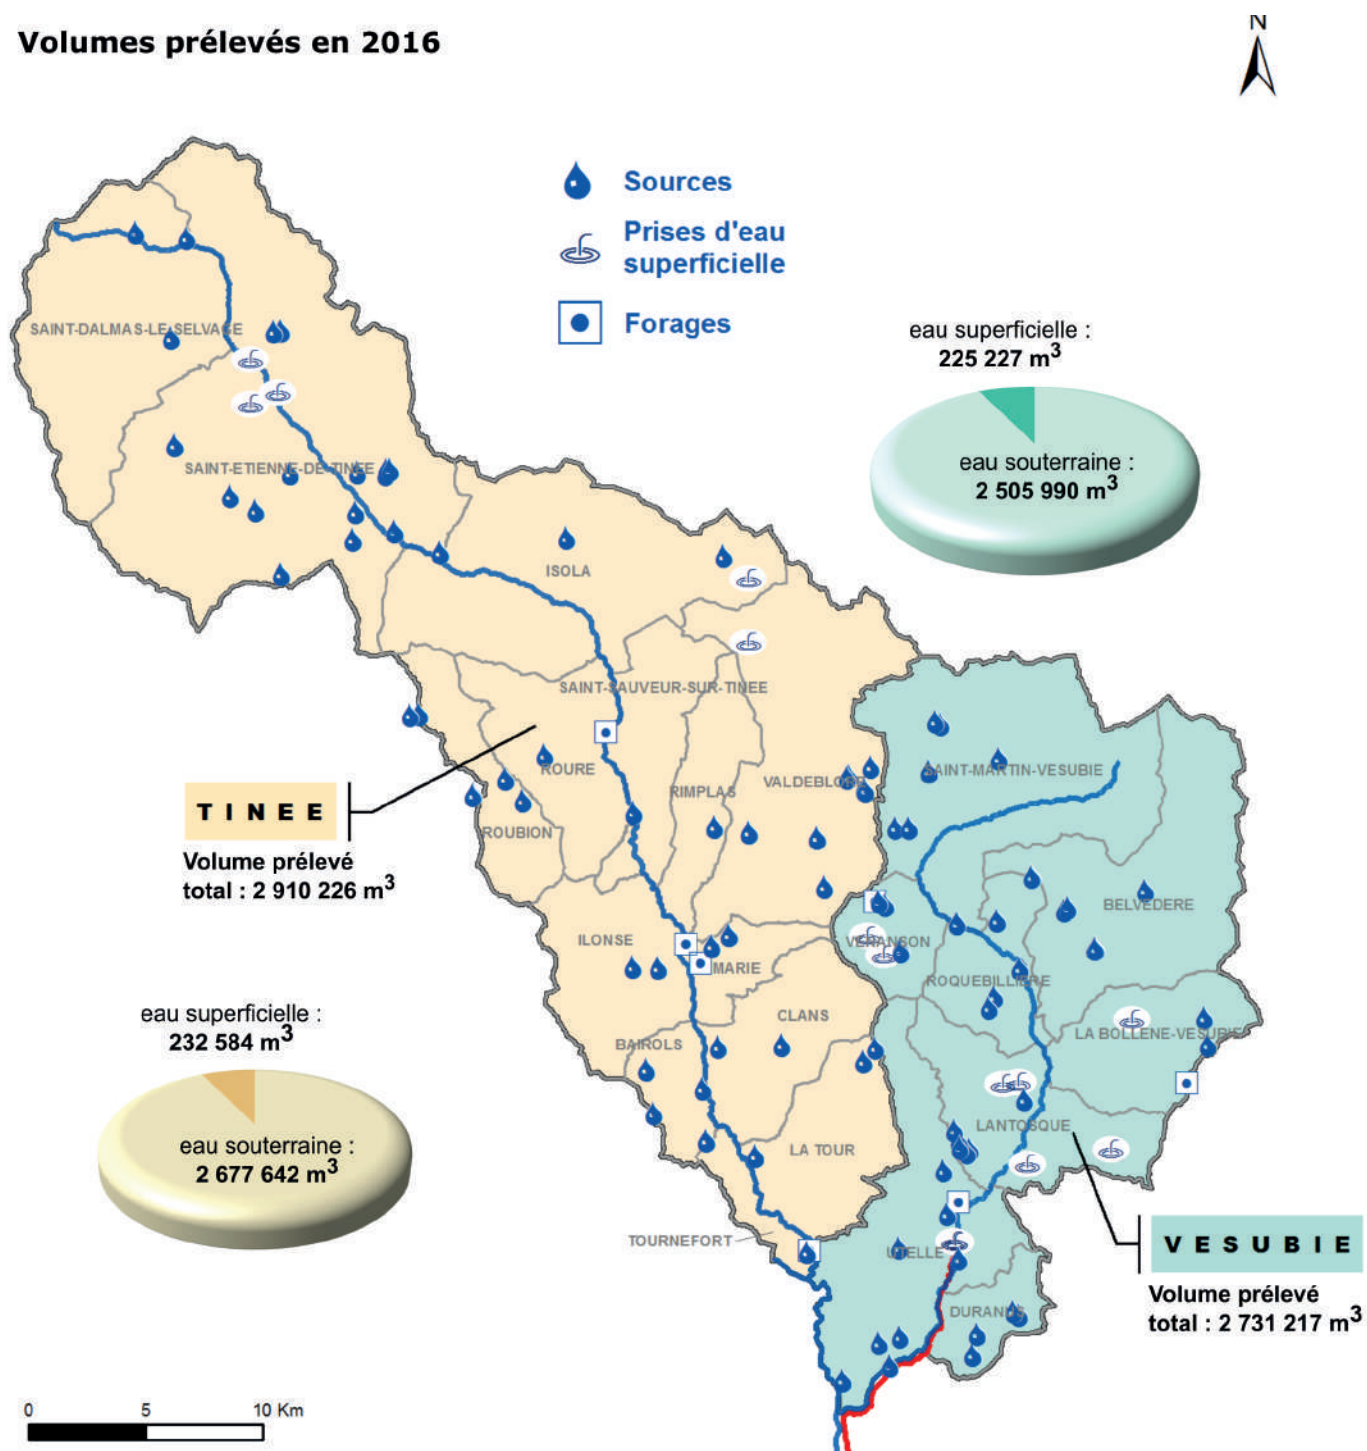 Volumes prélevés en 2016
N
Sources
Prises d'eau
superficielle
Forages
eau superficielle :
225 227 m³
eau souterraine :
2 505 990 m³
SAINT-DALMAS-LE-SELVAGE
SAINT-ETIENNE-DE-TINEE
ISOLA
SAINT-SAUVEUR-SUR-TINEE
ROURE
RIMPLAS
VALDEBLORE
SAINT-MARTIN-VESUBIE
ROUBION
TINEE
Volume prélevé
total : 2 910 226 m³
BELVEDERE
ILONSE
VENANSON
MARIE
ROQUEBILLIERE
CLANS
LA BOLLENE-VESUBIE
BAIROLS
eau superficielle :
232 584 m³
eau souterraine :
2 677 642 m³
LANTOSQUE
LA TOUR
TOURNEFORT
UTELLE
VESUBIE
Volume prélevé
total : 2 731 217 m³
DURANUS
0 5 10 Km